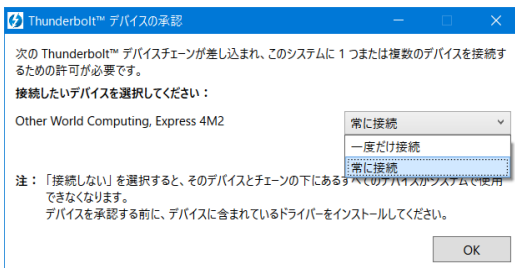 Thunderbolt™ デバイスの承認
次の Thunderbolt™ デバイスチェーンが差し込まれ、このシステムに 1 つまたは複数のデバイスを接続す
るための許可が必要です。
接続したいデバイスを選択してください：
Other World Computing, Express 4M2
常に接続
一度だけ接続
常に接続
注： 「接続しない」を選択すると、そのデバイスとチェーンの下にあるすべてのデバイスがシステムで使用
できなくなります。
デバイスを承認する前に、デバイスに含まれているドライバーをインストールしてください。
OK